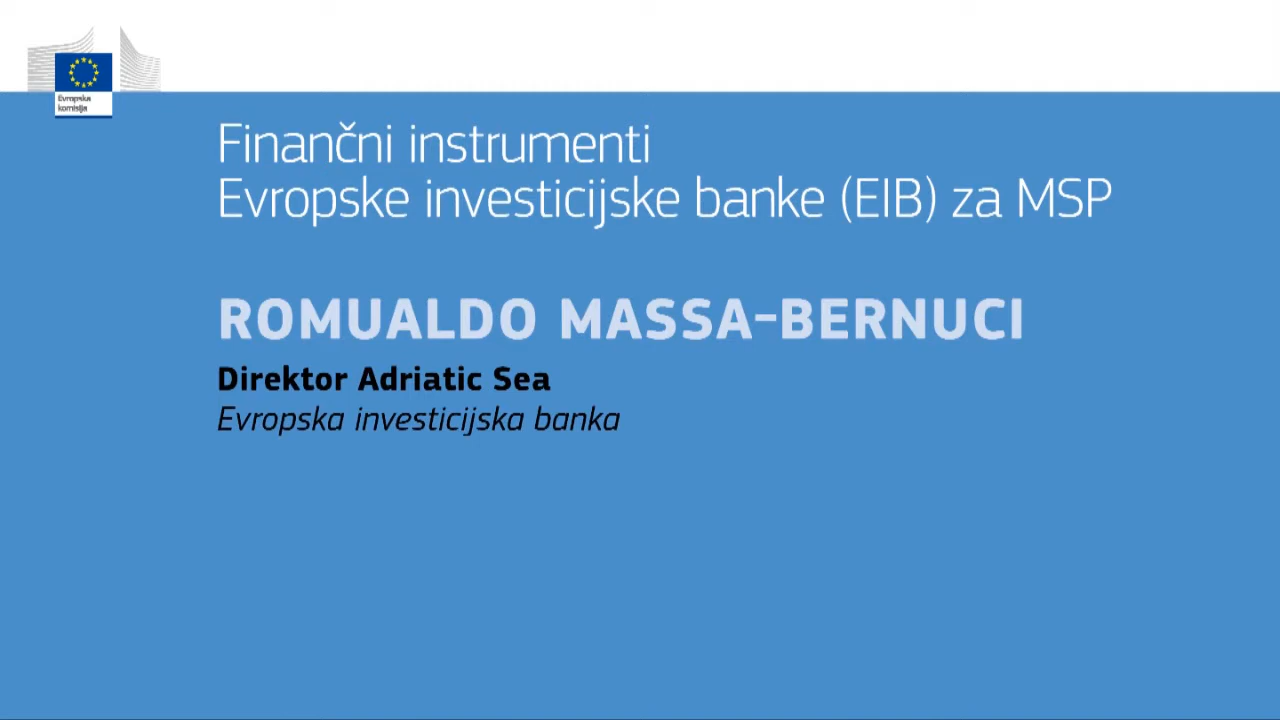 Evropska
komisija
Finančni instrumenti
Evropske investicijske banke (EIB) za MSP
ROMUALDO MASSA-BERNUCI
Direktor Adriatic Sea
Evropska investicijska banka